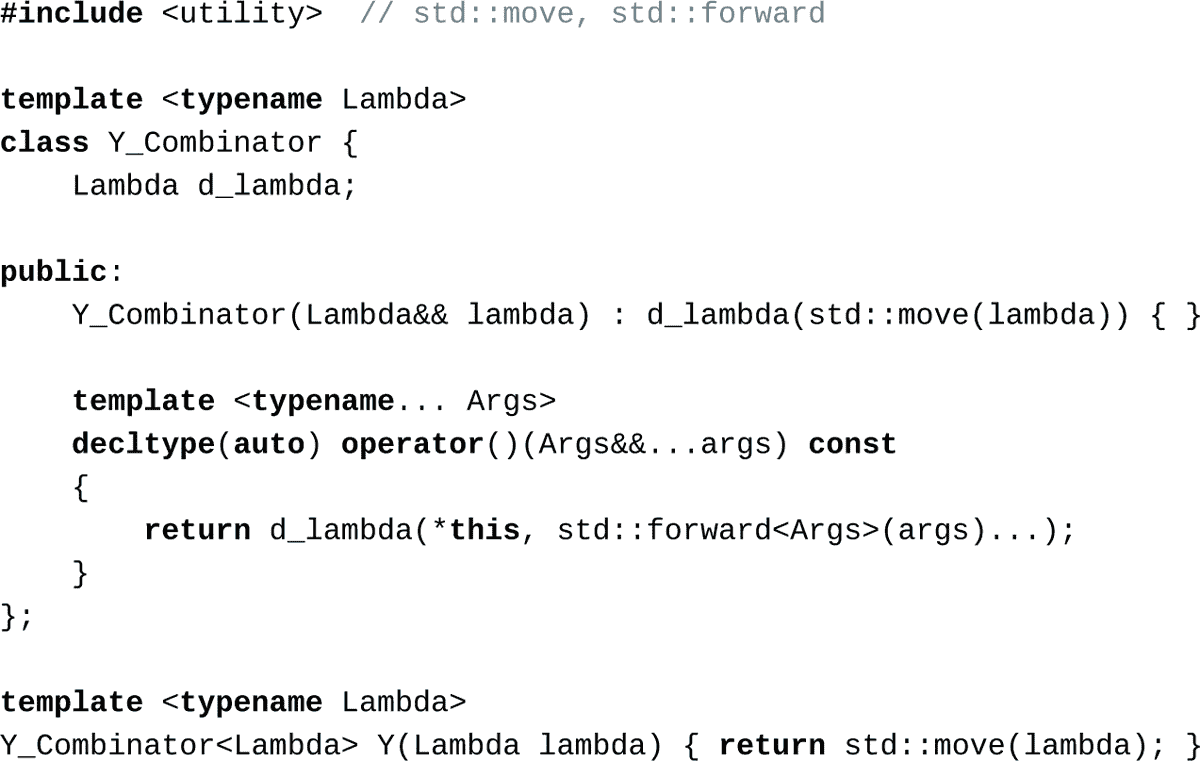 #include <utility>  // std::move, std::forward

template <typename Lambda>
class Y_Combinator {
    Lambda d_lambda;

public:
    Y_Combinator(Lambda&& lambda) : d_lambda(std::move(lambda)) { }

    template <typename... Args>
    decltype(auto) operator()(Args&&...args) const
    {
        return d_lambda(*this, std::forward<Args>(args)...);
    }
};

template <typename Lambda>
Y_Combinator<Lambda> Y(Lambda lambda) { return std::move(lambda); }